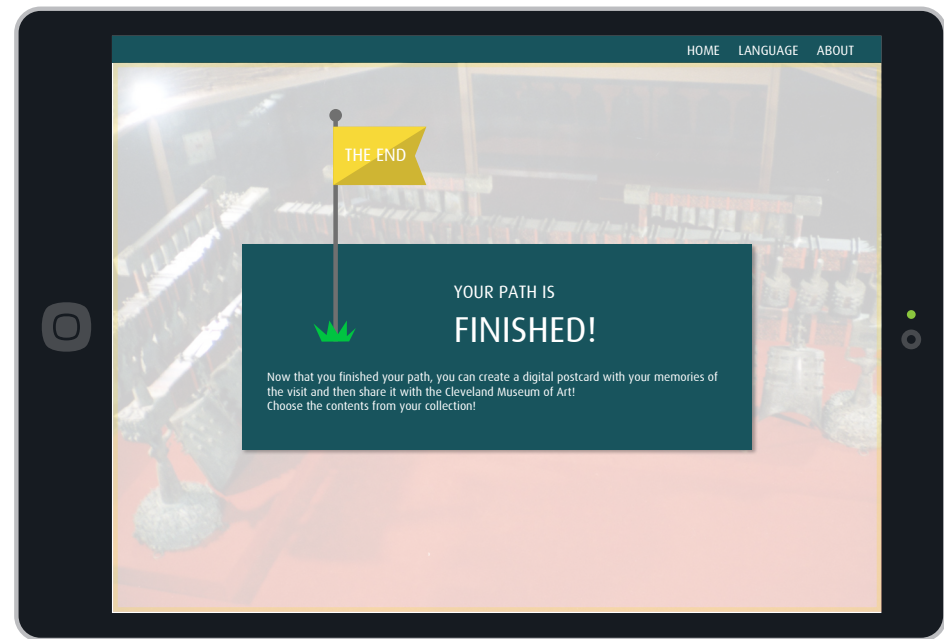 HOME LANGUAGE ABOUT
THE END
YOUR PATH IS
FINISHED!
Now that you finished your path, you can create a digital postcard with your memories of
the visit and then share it with the Cleveland Museum of Art!
Choose the contents from your collection!